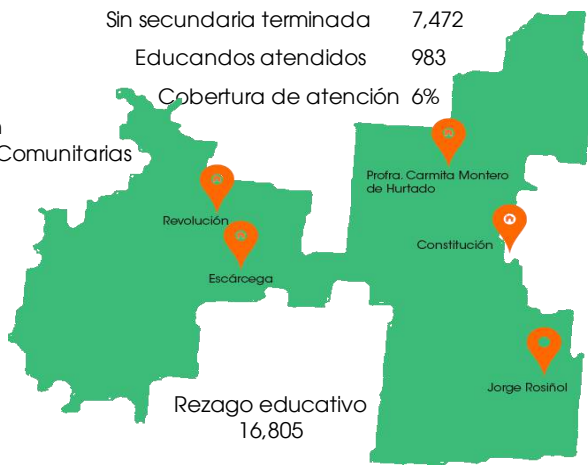 Sin secundaria terminada 7,472
Educandos atendidos 983
Cobertura de atención 6%
Comunitarias
Profra. Carmita Montero
de Hurtado
Revolución
Constitución
Escárcega
Jorge Rosiñol
Rezago educativo
16,805